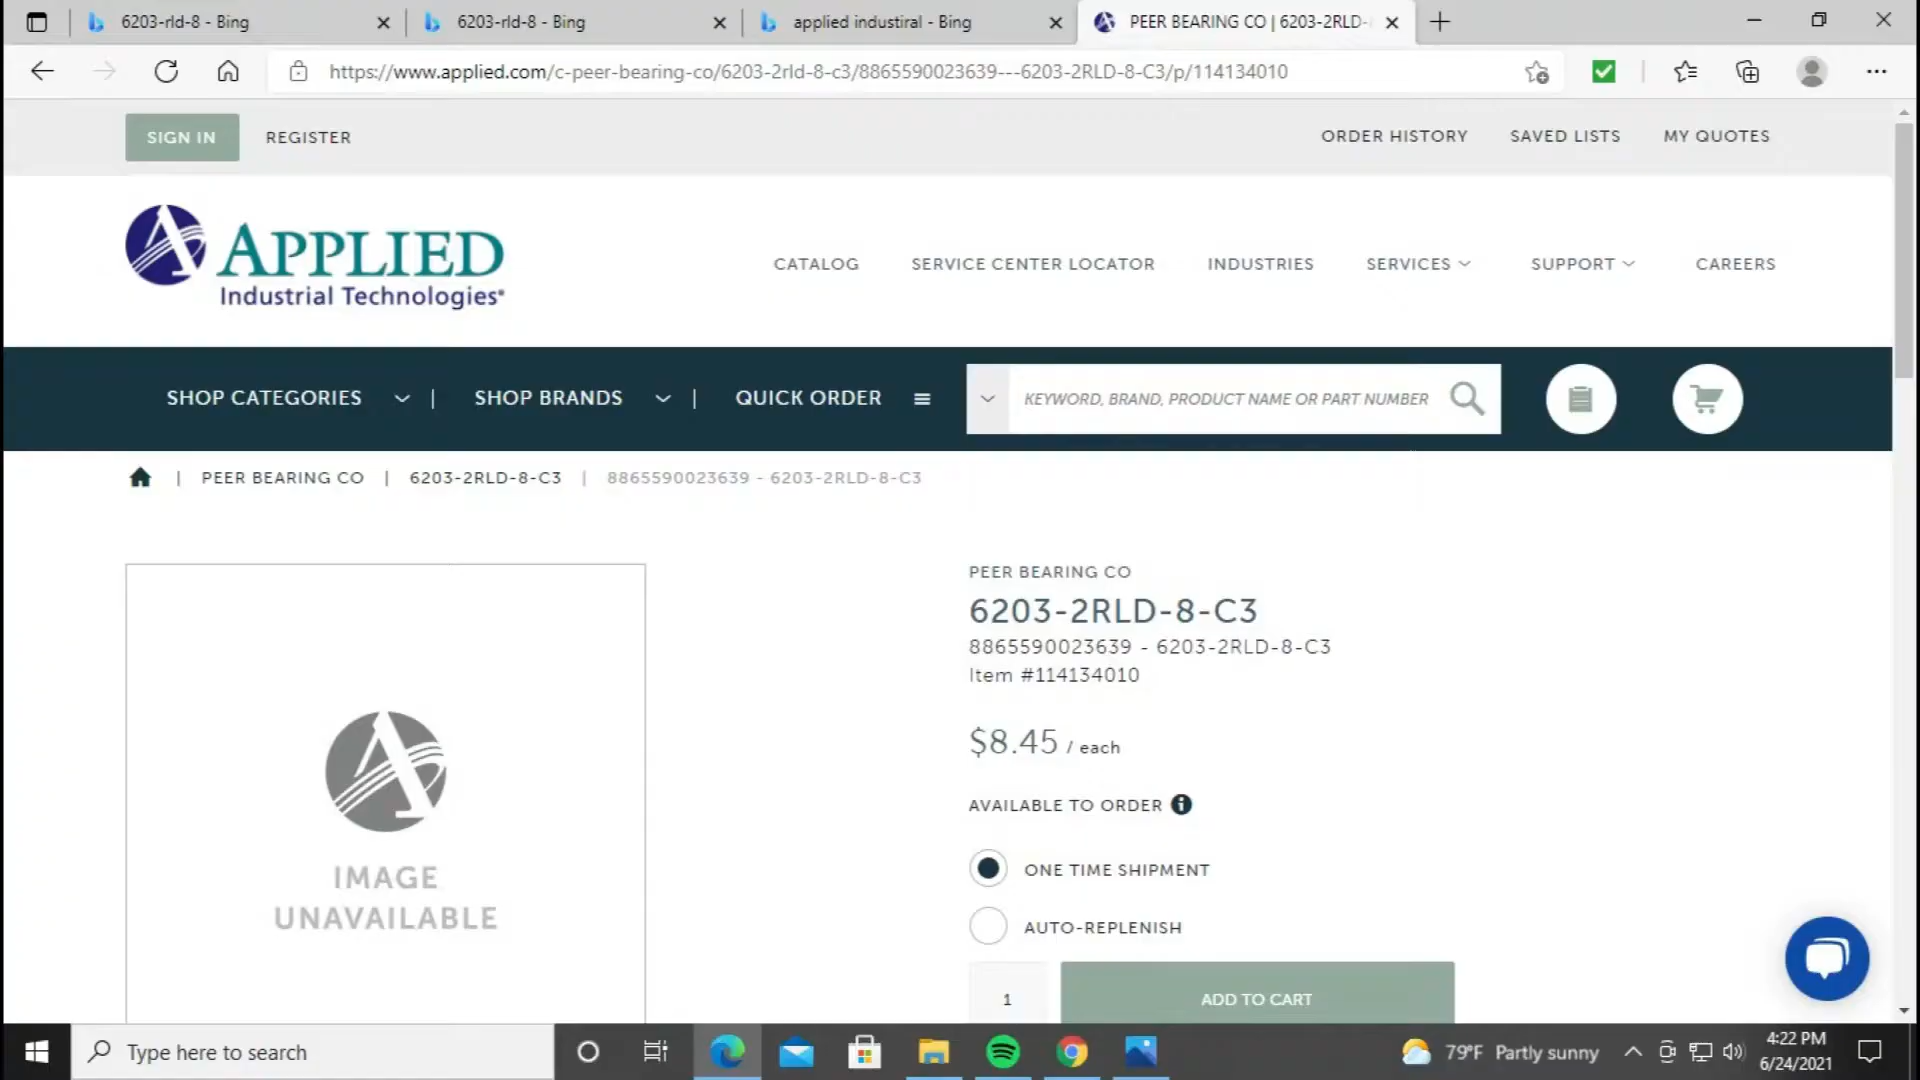 6203-rld-8 - Bing
6203-rld-8 - Bing
applied industiral - Bing
PEER BEARING CO | 6203-2RLD-
https://www.applied.com/c-peer-bearing-co/6203-2rld-8-c3/8865590023639---6203-2RLD-8-C3/p/114134010
SIGN IN
REGISTER
ORDER HISTORY
SAVED LISTS
MY QUOTES
APPLIED
Industrial Technologies®
CATALOG
SERVICE CENTER LOCATOR
INDUSTRIES
SERVICES
SUPPORT
CAREERS
SHOP CATEGORIES |
SHOP BRANDS |
QUICK ORDER
KEYWORD, BRAND, PRODUCT NAME OR PART NUMBER
| PEER BEARING CO | 6203-2RLD-8-C3 | 8865590023639 - 6203-2RLD-8-C3
IMAGE
UNAVAILABLE
PEER BEARING CO
6203-2RLD-8-C3
8865590023639 - 6203-2RLD-8-C3
Item #114134010
$8.45 / each
AVAILABLE TO ORDER
ONE TIME SHIPMENT
AUTO-REPLENISH
1
ADD TO CART
Type here to search
79°F Partly sunny
4:22 PM
6/24/2021